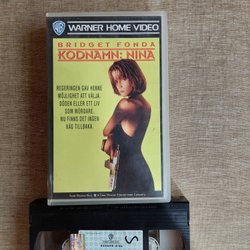 WB
WARNER HOME VIDEO
BRIDGET FONDA
KODNAMN: NINA
REGERINGEN GAV HENNE
MÖJLIGHET ATT VÄLJA.
DÖDEN ELLER ETT LIV
SOM MÖRDARE.
NU FINNS DET INGEN
VÄG TILLBAKA.